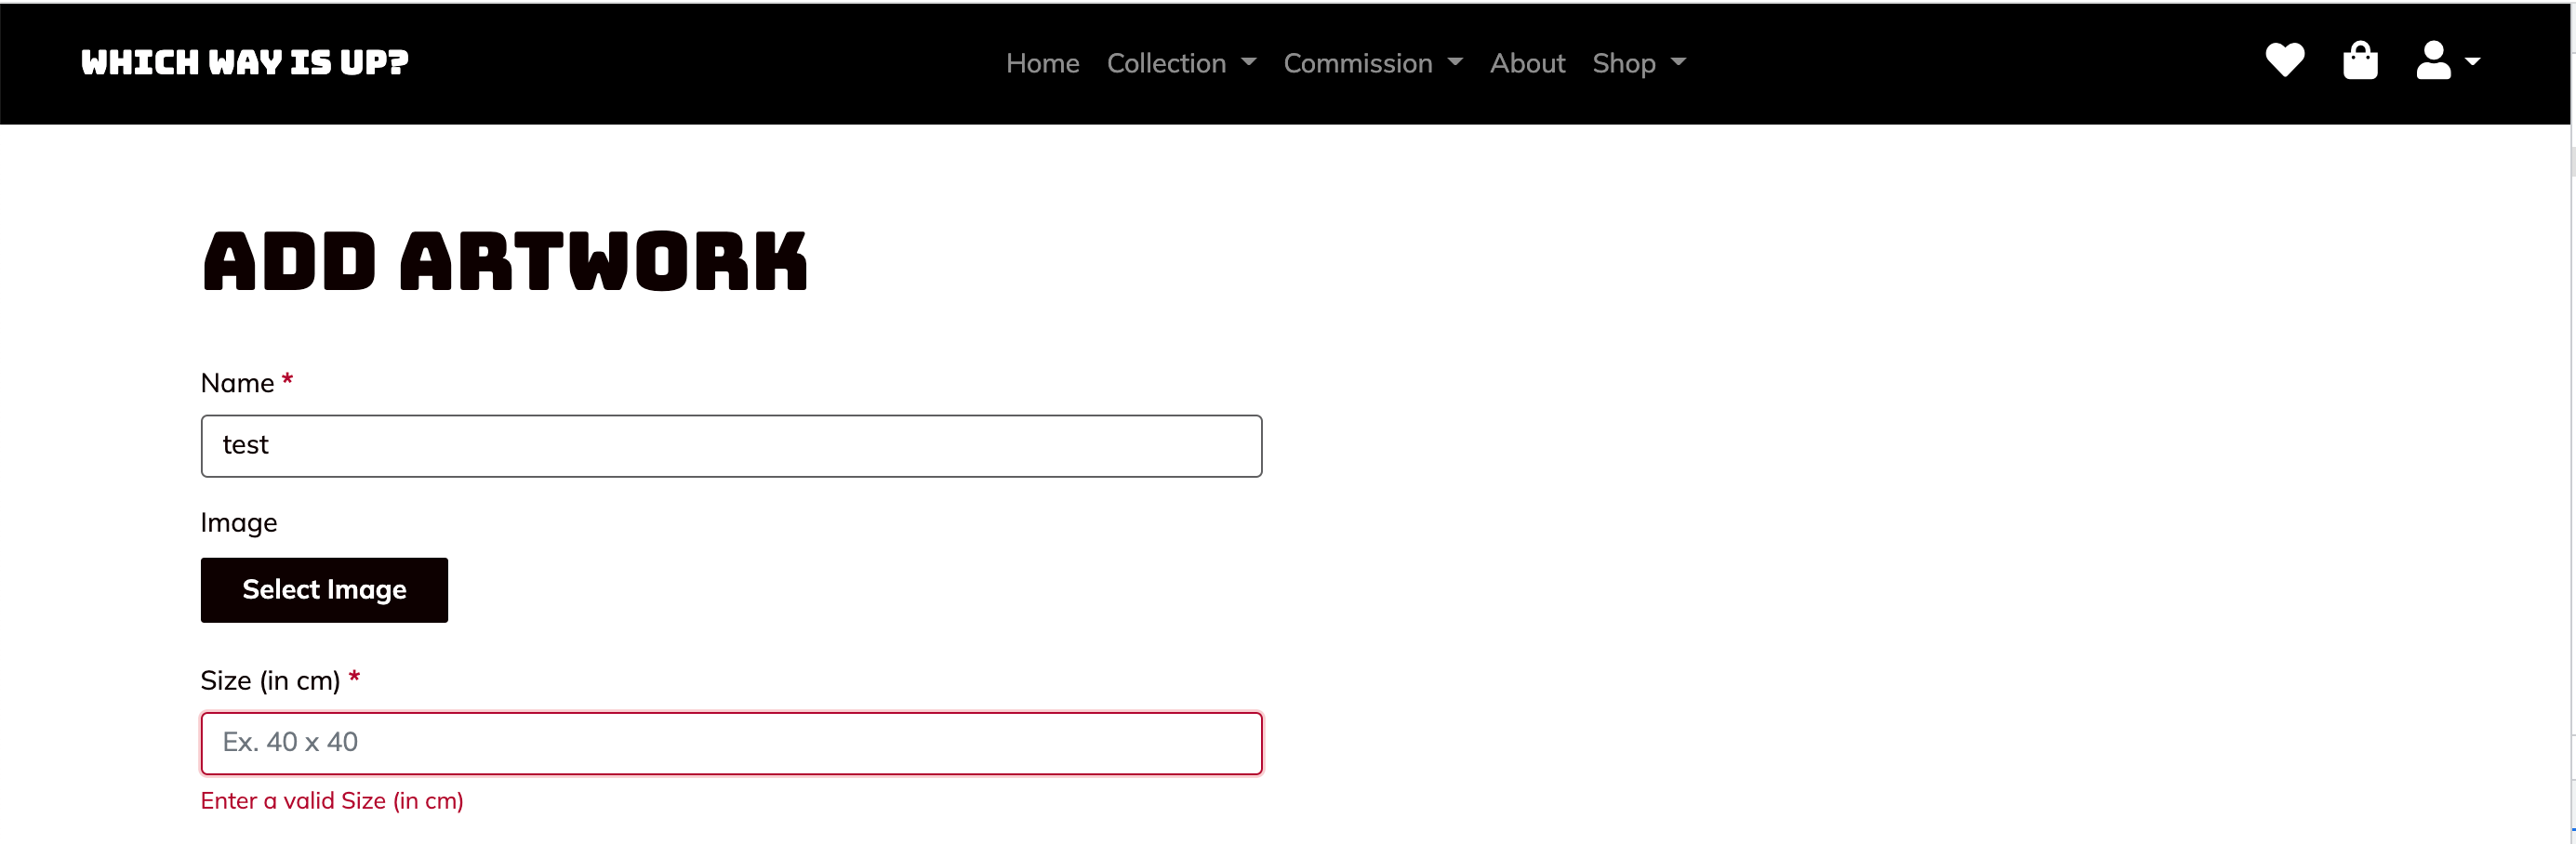 WHICH WAY IS UP?
Home Collection Commission About Shop
ADD ARTWORK
Name *
test
Image
Select Image
Size (in cm) *
Ex. 40 x 40
Enter a valid Size (in cm)